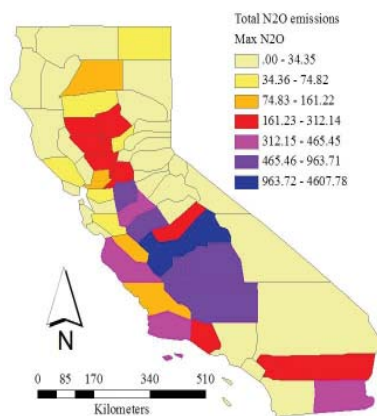 Total N2O emissions
Max N2O
.00 - 34.35
34.36 - 74.82
74.83 - 161.22
161.23 - 312.14
312.15 - 465.45
465.46 - 963.71
963.72 - 4607.78
N
0 85 170 340 510
Kilometers